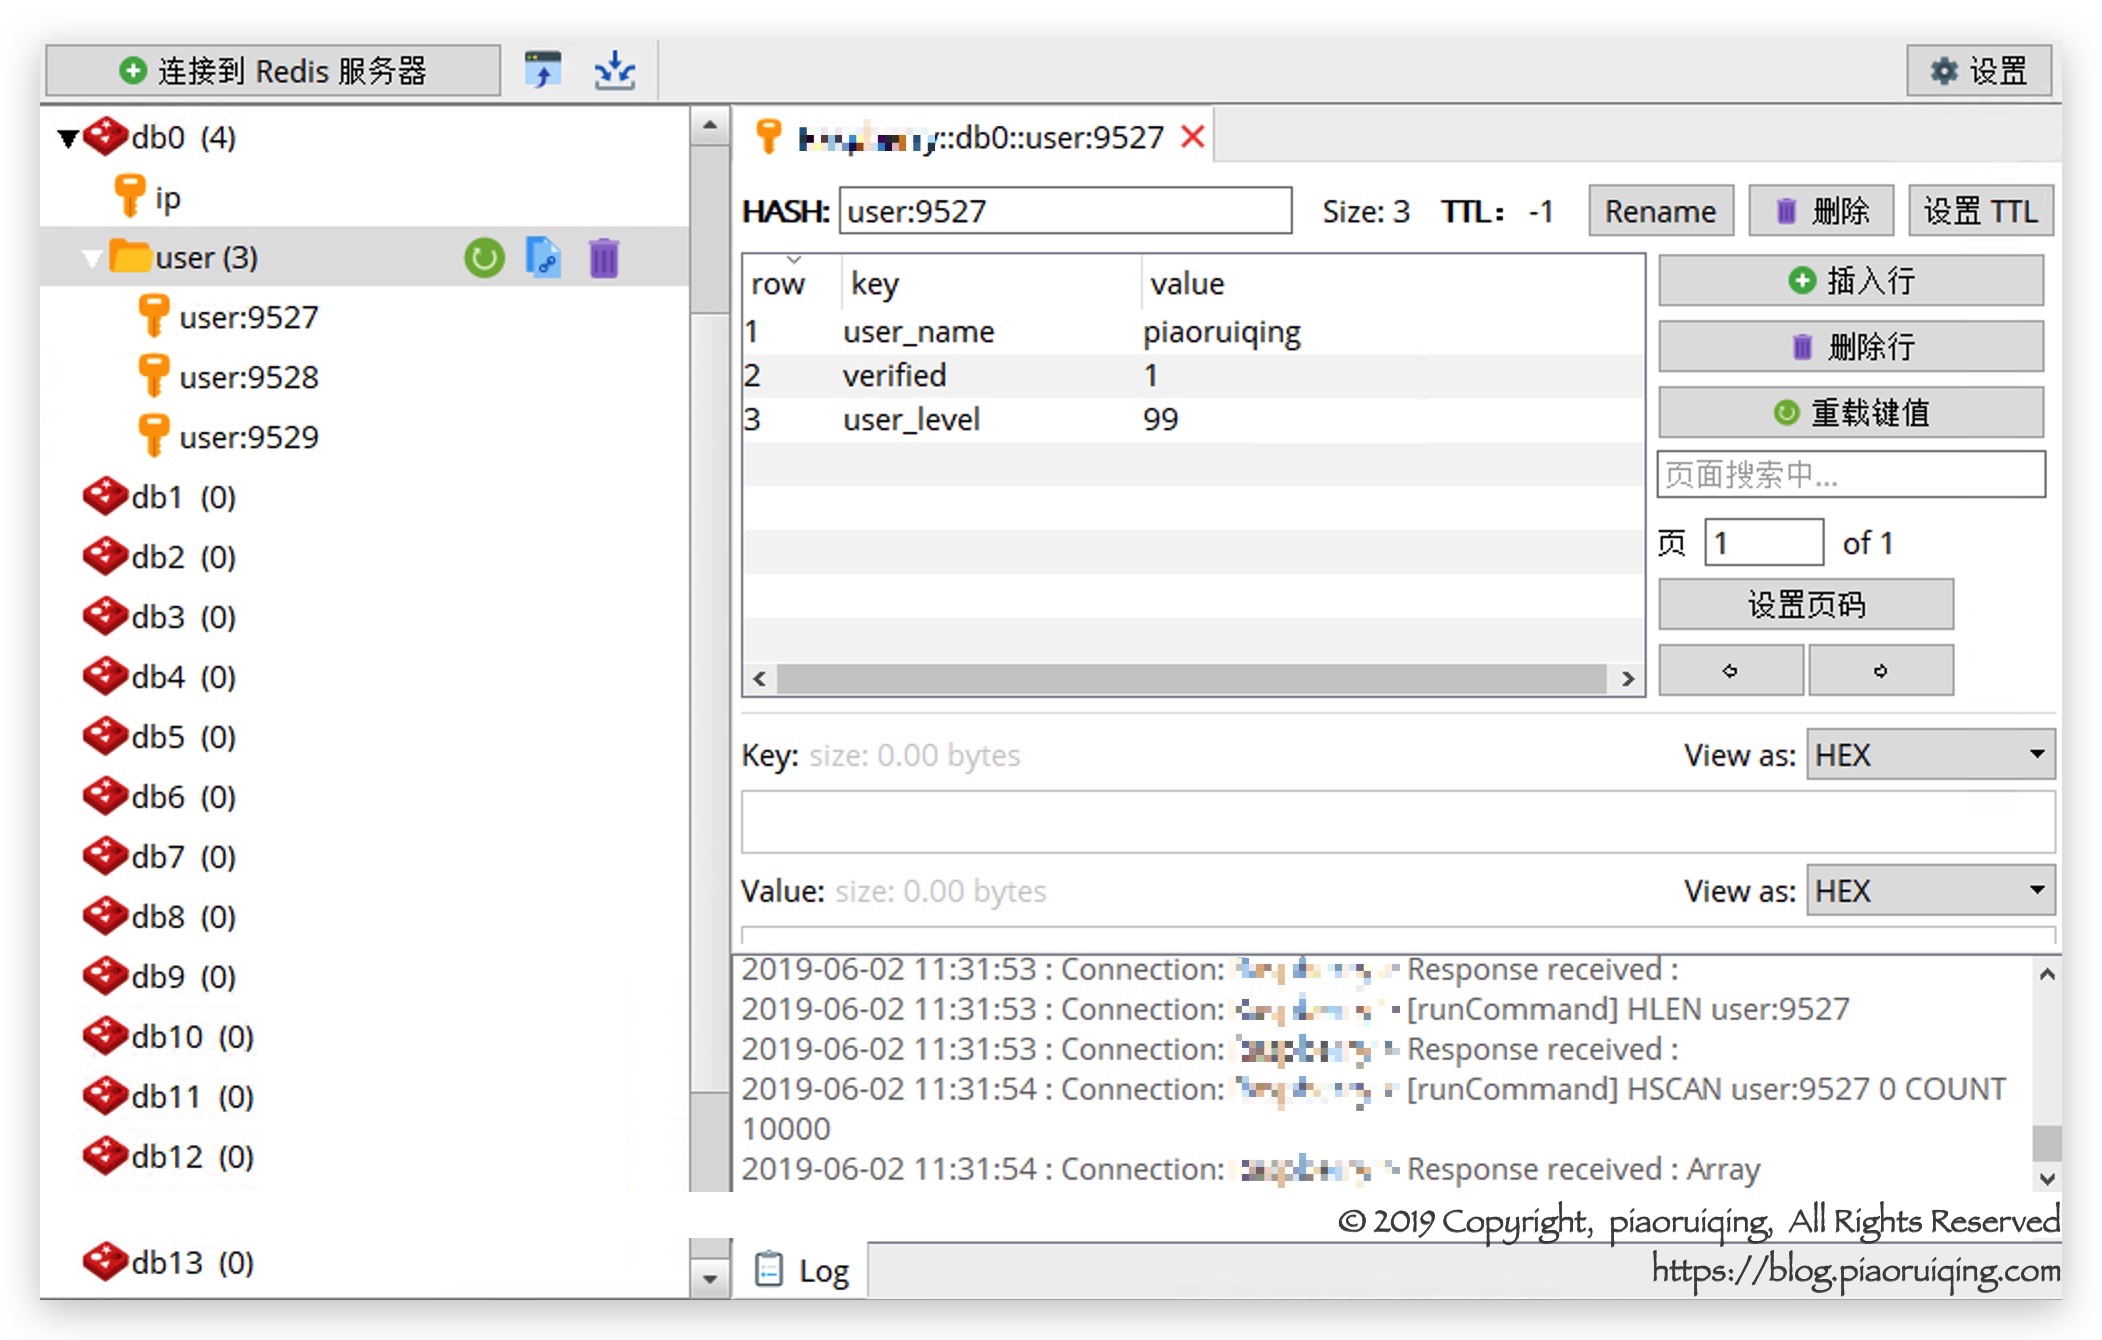 连接到 Redis 服务器
设置
db0 (4)
ip
user (3)
user:9527
user:9528
user:9529
db1 (0)
db2 (0)
db3 (0)
db4 (0)
db5 (0)
db6 (0)
db7 (0)
db8 (0)
db9 (0)
db10 (0)
db11 (0)
db12 (0)
db13 (0)
::db0::user:9527
HASH: user:9527 Size: 3 TTL: -1 Rename 删除 设置 TTL
row key value
1 user_name piaoruiqing
2 verified 1
3 user_level 99
插入行
删除行
重载键值
页面搜索中...
页 1 of 1
设置页码
Key: size: 0.00 bytes View as: HEX
Value: size: 0.00 bytes View as: HEX
2019-06-02 11:31:53 : Connection: - Response received :
2019-06-02 11:31:53 : Connection: - [runCommand] HLEN user:9527
2019-06-02 11:31:53 : Connection: - Response received :
2019-06-02 11:31:54 : Connection: - [runCommand] HSCAN user:9527 0 COUNT
10000
2019-06-02 11:31:54 : Connection: - Response received : Array
© 2019 Copyright, piaoruiqing, All Rights Reserved
https://blog.piaoruiqing.com
Log